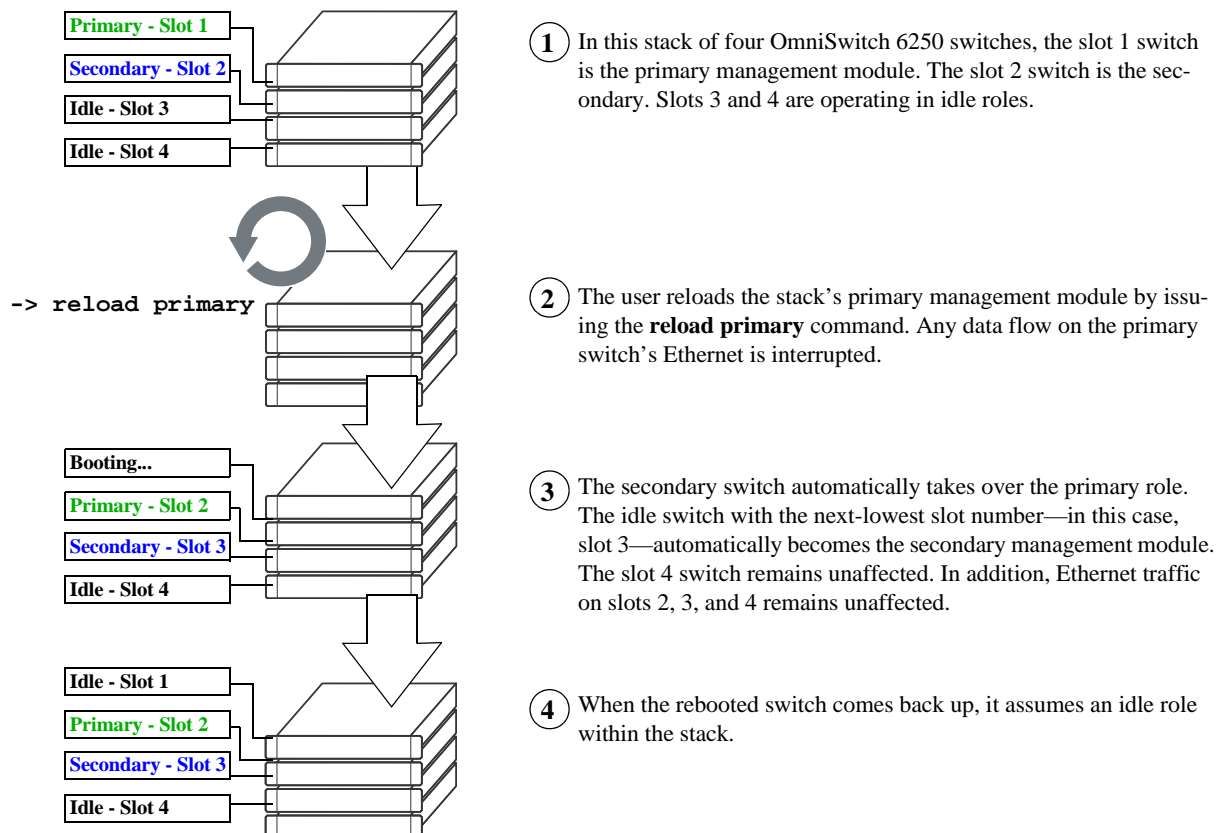 Primary - Slot 1
Secondary - Slot 2
Idle - Slot 3
Idle - Slot 4
1 In this stack of four OmniSwitch 6250 switches, the slot 1 switch
is the primary management module. The slot 2 switch is the sec-
ondary. Slots 3 and 4 are operating in idle roles.
-> reload primary
2 The user reloads the stack’s primary management module by issu-
ing the reload primary command. Any data flow on the primary
switch’s Ethernet is interrupted.
Booting...
Primary - Slot 2
Secondary - Slot 3
Idle - Slot 4
3 The secondary switch automatically takes over the primary role.
The idle switch with the next-lowest slot number—in this case,
slot 3—automatically becomes the secondary management module.
The slot 4 switch remains unaffected. In addition, Ethernet traffic
on slots 2, 3, and 4 remains unaffected.
Idle - Slot 1
Primary - Slot 2
Secondary - Slot 3
Idle - Slot 4
4 When the rebooted switch comes back up, it assumes an idle role
within the stack.